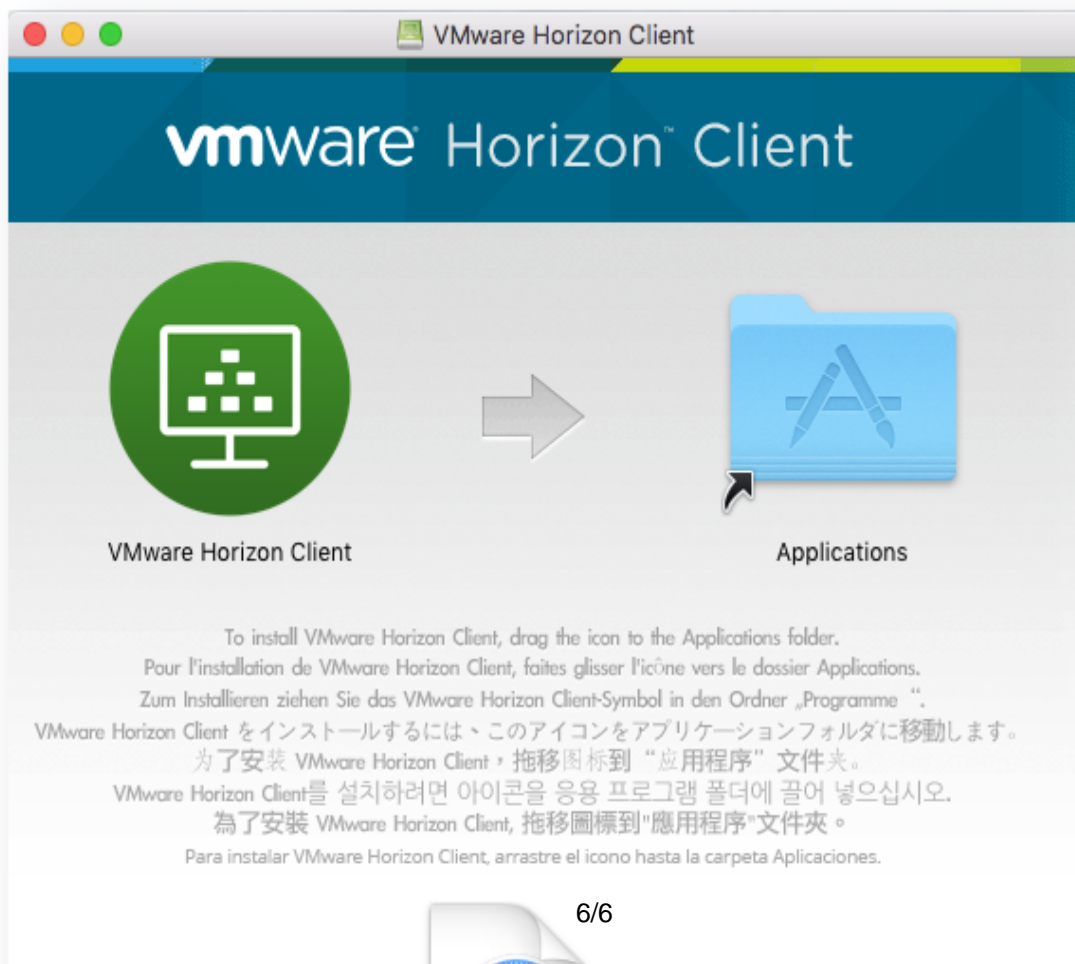 VMware Horizon Client
vmware® Horizon™ Client
VMware Horizon Client
Applications
To install VMware Horizon Client, drag the icon to the Applications folder.
Pour l'installation de VMware Horizon Client, faites glisser l'icône vers le dossier Applications.
Zum Installieren ziehen Sie das VMware Horizon Client-Symbol in den Ordner „Programme “.
VMware Horizon Client をインストールするには、このアイコンをアプリケーションフォルダに移動します。
为了安装 VMware Horizon Client，拖移图标到“应用程序”文件夹。
VMware Horizon Client를 설치하려면 아이콘을 응용 프로그램 폴더에 끌어 넣으십시오.
為了安裝 VMware Horizon Client, 拖移圖標到"應用程序"文件夾。
Para instalar VMware Horizon Client, arrastre el icono hasta la carpeta Aplicaciones.
6/6